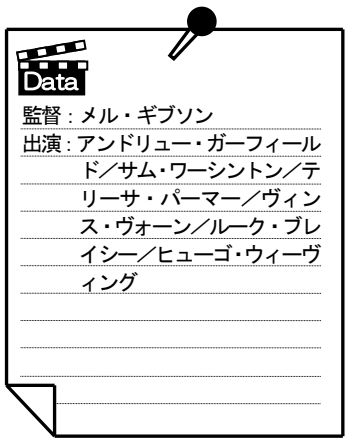 Data
監督：メル・ギブソン
出演：アンドリュー・ガーフィール
ド／サム・ワーシントン／テ
リーサ・パーマー／ヴィン
ス・ヴォーン／ルーク・ブレ
イシー／ヒューゴ・ウィーヴ
ィング